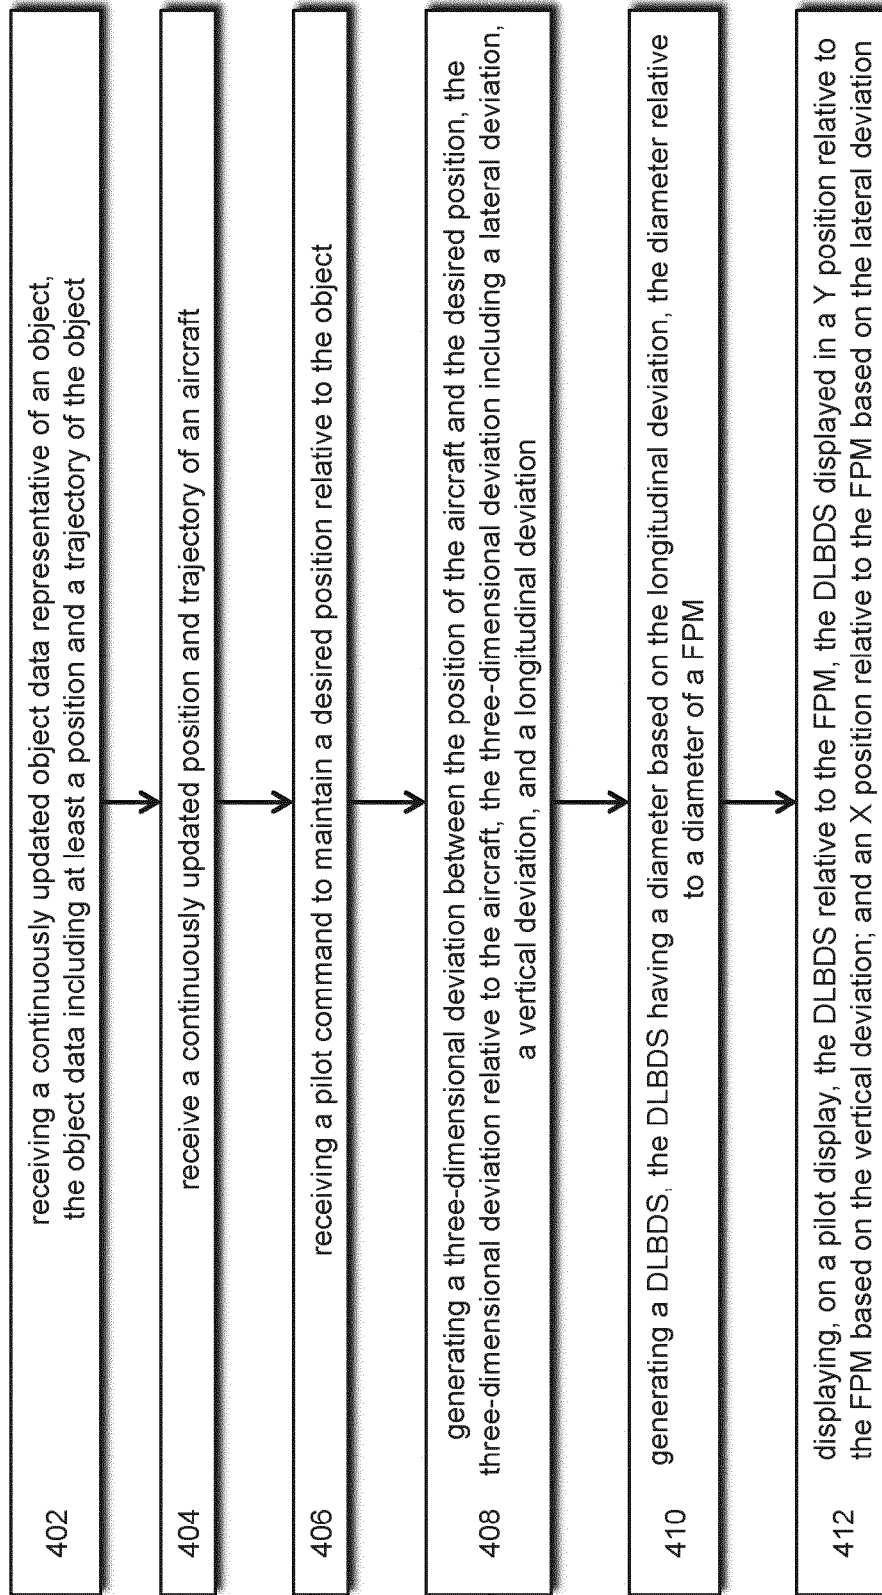 402
receiving a continuously updated object data representative of an object,
the object data including at least a position and a trajectory of the object
404
receive a continuously updated position and trajectory of an aircraft
406
receiving a pilot command to maintain a desired position relative to the object
408
generating a three-dimensional deviation between the position of the aircraft and the desired position, the
three-dimensional deviation relative to the aircraft, the three-dimensional deviation including a lateral deviation,
a vertical deviation, and a longitudinal deviation
410
generating a DLBDS, the DLBDS having a diameter based on the longitudinal deviation, the diameter relative
to a diameter of a FPM
412
displaying, on a pilot display, the DLBDS relative to the FPM, the DLBDS displayed in a Y position relative to
the FPM based on the vertical deviation; and an X position relative to the FPM based on the lateral deviation